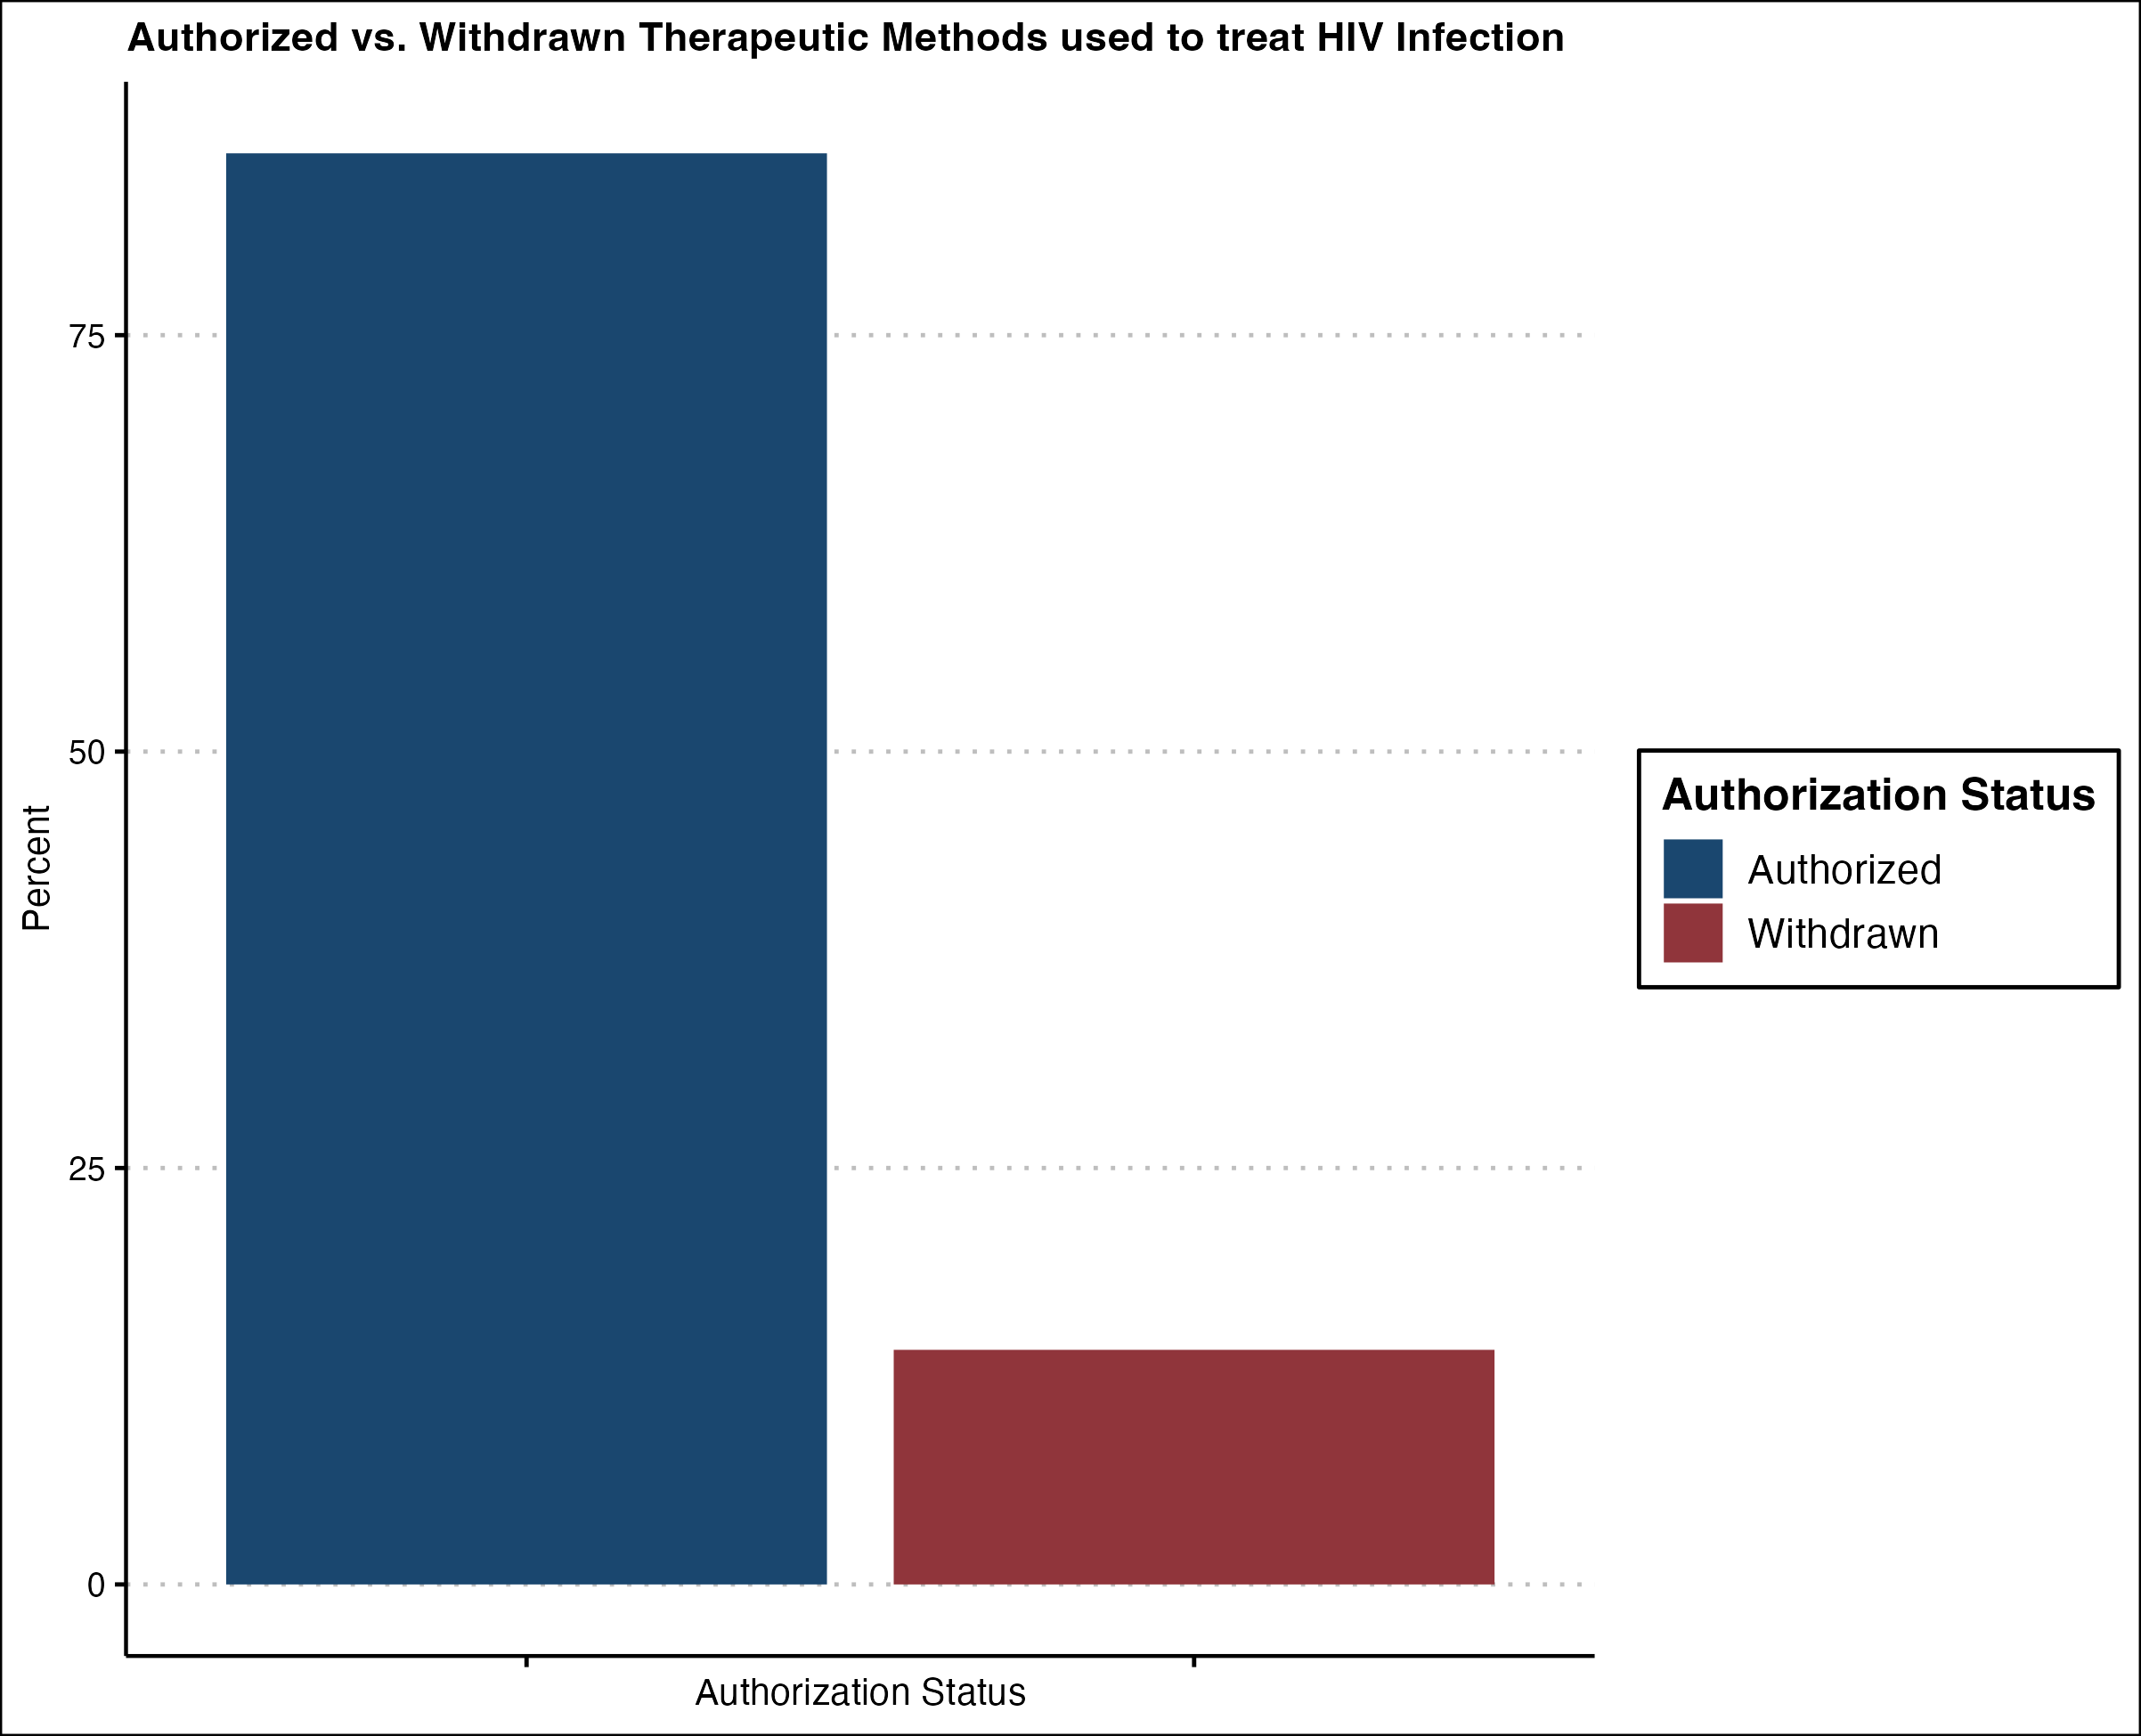 Authorized vs. Withdrawn Therapeutic Methods used to treat HIV Infection
75
50
25
0
Percent
Authorization Status
Authorization Status
Authorized
Withdrawn